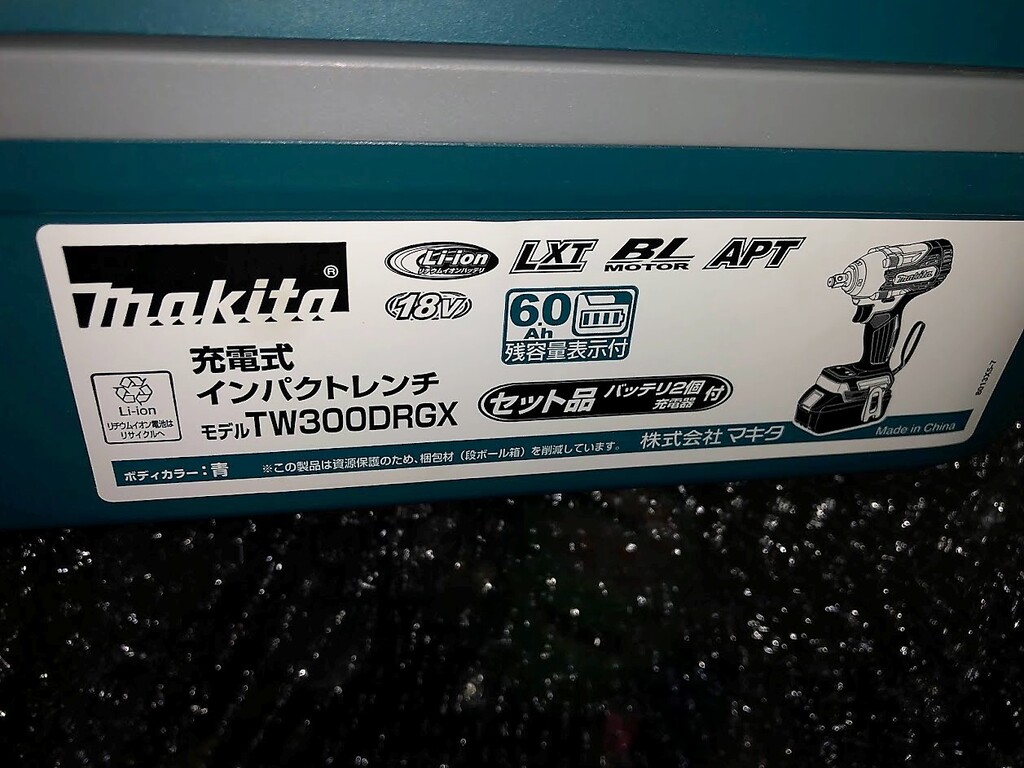 makita®
Li-ion
リチウムイオンバッテリ
LXT
BL
MOTOR
APT
18V
6.0
Ah
残容量表示付
充電式
インパクトレンチ
モデルTW300DRGX
セット品 バッテリ2個
充電器 付
Li-ion
リチウムイオン電池は
リサイクルへ
ボディカラー：青
※この製品は資源保護のため、梱包材（段ボール箱）を削減しています。
株式会社 マキタ
Made in China